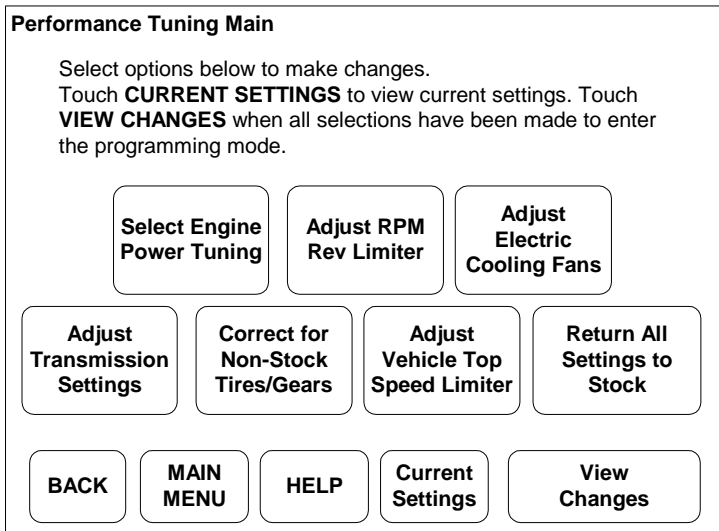 Performance Tuning Main
Select options below to make changes.
Touch CURRENT SETTINGS to view current settings. Touch
VIEW CHANGES when all selections have been made to enter
the programming mode.
Select Engine
Power Tuning
Adjust RPM
Rev Limiter
Adjust
Electric
Cooling Fans
Adjust
Transmission
Settings
Correct for
Non-Stock
Tires/Gears
Adjust
Vehicle Top
Speed Limiter
Return All
Settings to
Stock
BACK
MAIN
MENU
HELP
Current
Settings
View
Changes